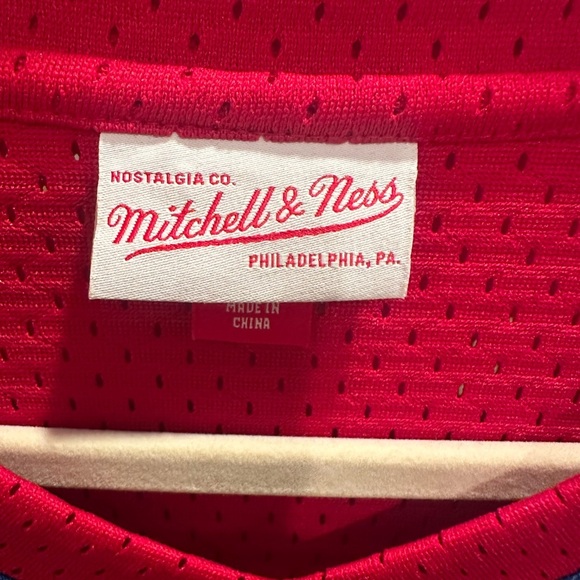 NOSTALGIA CO.
Mitchell & Ness
PHILADELPHIA, PA.
MADE IN
CHINA